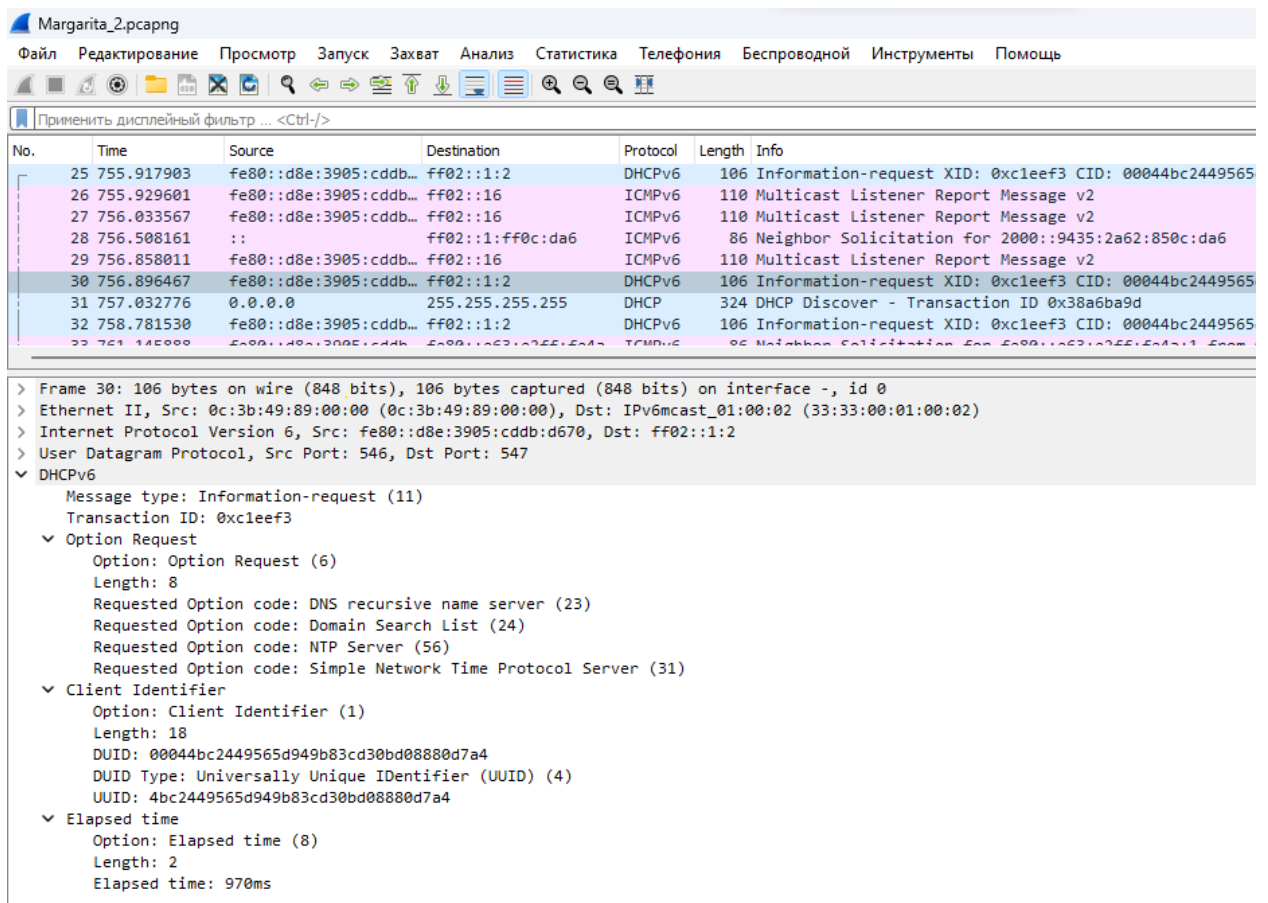 Margarita_2.pcapng
Файл Редактирование Просмотр Запуск Захват Анализ Статистика Телефония Беспроводной Инструменты Помощь
Применить дисплейный фильтр ... <Ctrl-/>
No. Time Source Destination Protocol Length Info
25 755.917903 fe80::d8e:3905:cddb… ff02::1:2 DHCPv6 106 Information-request XID: 0xc1eef3 CID: 00044bc2449565
26 755.929601 fe80::d8e:3905:cddb… ff02::16 ICMPv6 110 Multicast Listener Report Message v2
27 756.033567 fe80::d8e:3905:cddb… ff02::16 ICMPv6 110 Multicast Listener Report Message v2
28 756.508161 :: ff02::1:ff0c:da6 ICMPv6 86 Neighbor Solicitation for 2000::9435:2a62:850c:da6
29 756.858011 fe80::d8e:3905:cddb… ff02::16 ICMPv6 110 Multicast Listener Report Message v2
30 756.896467 fe80::d8e:3905:cddb… ff02::1:2 DHCPv6 106 Information-request XID: 0xc1eef3 CID: 00044bc2449565
31 757.032776 0.0.0.0 255.255.255.255 DHCP 324 DHCP Discover - Transaction ID 0x38a6ba9d
32 758.781530 fe80::d8e:3905:cddb… ff02::1:2 DHCPv6 106 Information-request XID: 0xc1eef3 CID: 00044bc2449565
33 761.145888 fe80::d8e:3905:cddb… ICMPv6 86 Neighbor Solicitation for
Frame 30: 106 bytes on wire (848 bits), 106 bytes captured (848 bits) on interface -, id 0
Ethernet II, Src: 0c:3b:49:89:00:00 (0c:3b:49:89:00:00), Dst: IPv6mcast_01:00:02 (33:33:00:01:00:02)
Internet Protocol Version 6, Src: fe80::d8e:3905:cddb:d670, Dst: ff02::1:2
User Datagram Protocol, Src Port: 546, Dst Port: 547
DHCPv6
Message type: Information-request (11)
Transaction ID: 0xc1eef3
Option Request
Option: Option Request (6)
Length: 8
Requested Option code: DNS recursive name server (23)
Requested Option code: Domain Search List (24)
Requested Option code: NTP Server (56)
Requested Option code: Simple Network Time Protocol Server (31)
Client Identifier
Option: Client Identifier (1)
Length: 18
DUID: 00044bc2449565d949b83cd30bd08880d7a4
DUID Type: Universally Unique IDentifier (UUID) (4)
UUID: 4bc2449565d949b83cd30bd08880d7a4
Elapsed time
Option: Elapsed time (8)
Length: 2
Elapsed time: 970ms